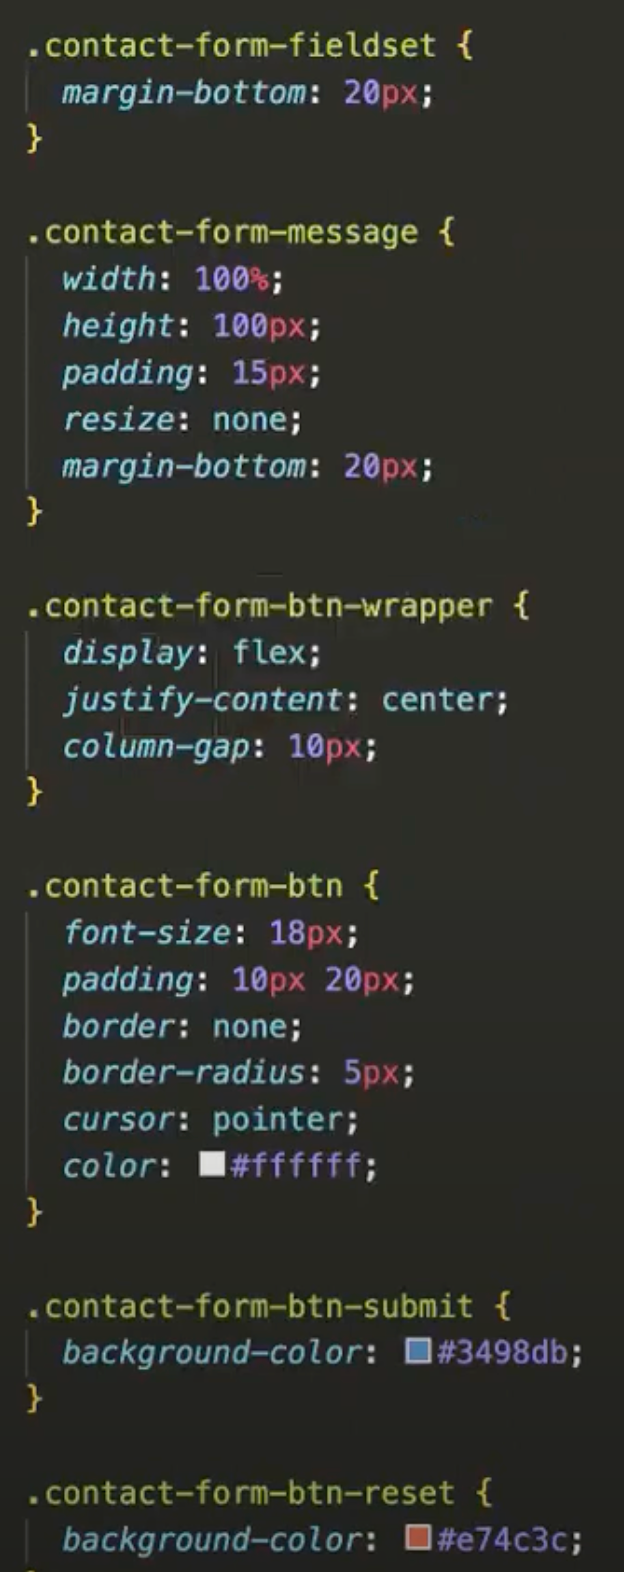 .contact-form-fieldset {
margin-bottom: 20px;
}
.contact-form-message {
width: 100%;
height: 100px;
padding: 15px;
resize: none;
margin-bottom: 20px;
}
.contact-form-btn-wrapper {
display: flex;
justify-content: center;
column-gap: 10px;
}
.contact-form-btn {
font-size: 18px;
padding: 10px 20px;
border: none;
border-radius: 5px;
cursor: pointer;
color: #ffffff;
}
.contact-form-btn-submit {
background-color: #3498db;
}
.contact-form-btn-reset {
background-color: #e74c3c;